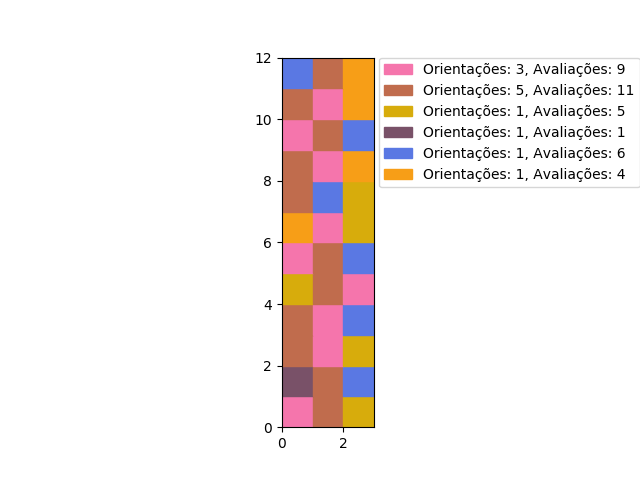 12
10
8
6
4
2
0
0 2
Orientações: 3, Avaliações: 9
Orientações: 5, Avaliações: 11
Orientações: 1, Avaliações: 5
Orientações: 1, Avaliações: 1
Orientações: 1, Avaliações: 6
Orientações: 1, Avaliações: 4